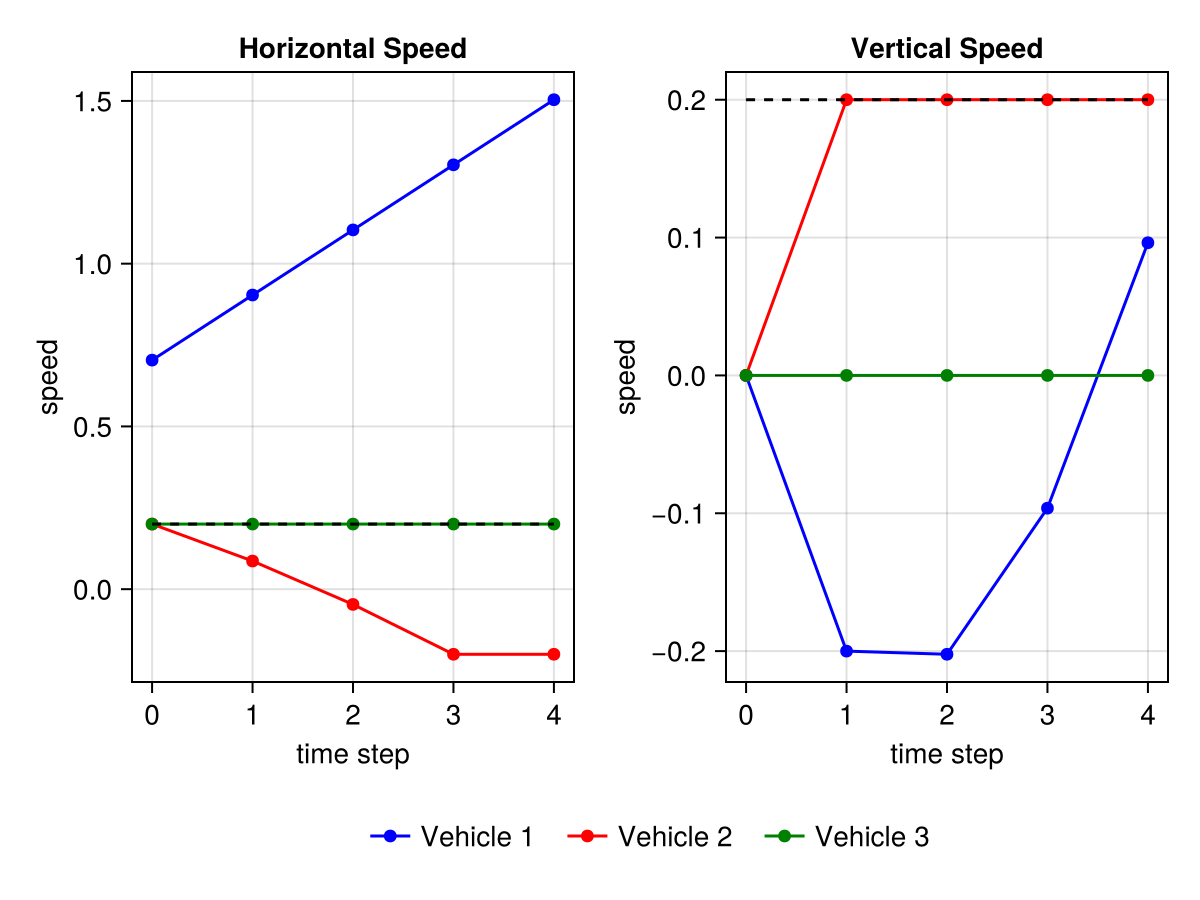 Horizontal Speed
1.5
1.0
0.5
0.0
speed
0 1 2 3 4
time step
Vertical Speed
0.2
0.1
0.0
−0.1
−0.2
speed
0 1 2 3 4
time step
Vehicle 1 Vehicle 2 Vehicle 3